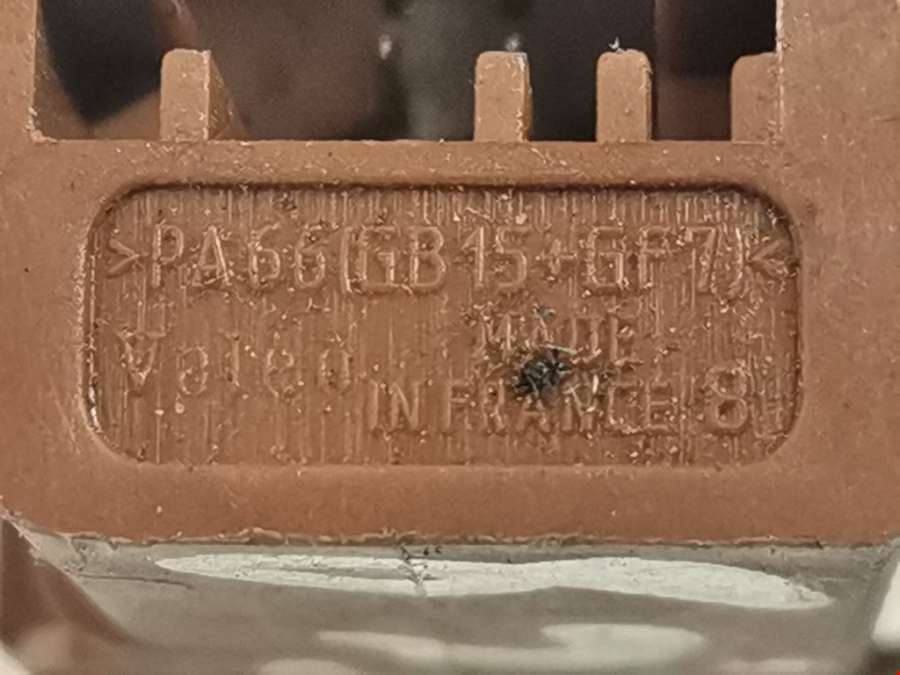 >PA66(GB15+GF7)<
Valeo
MADE
IN FRANCE 8